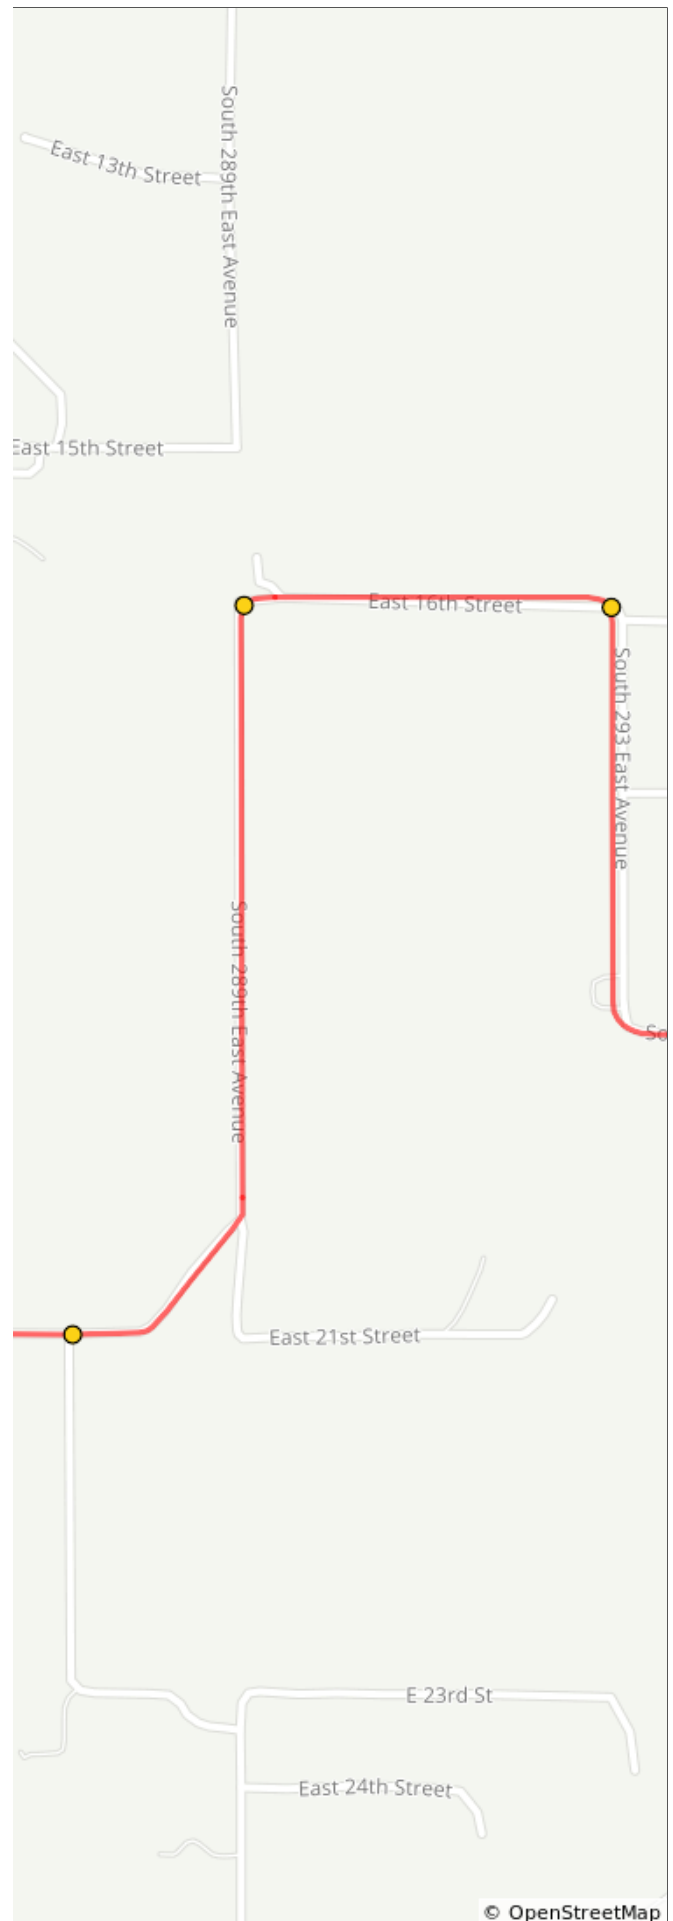 South 289th East Avenue
East 13th Street
East 15th Street
East 16th Street
South 293 East Avenue
South 289th East Avenue
So
East 21st Street
E 23rd St
East 24th Street
© OpenStreetMap